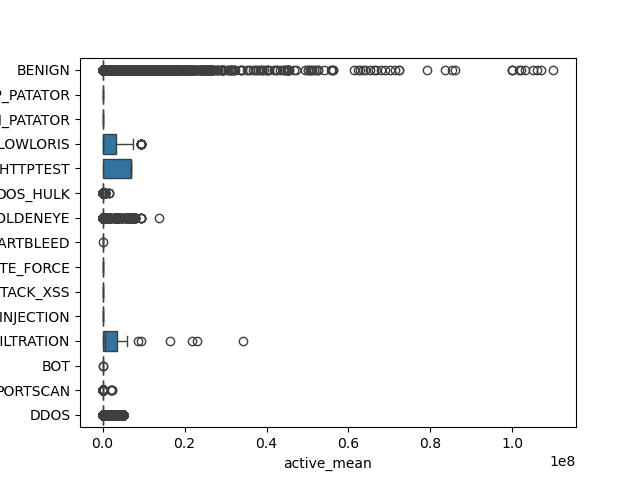 BENIGN
P_PATATOR
_PATATOR
LOWLORIS
HTTPTEST
DOS_HULK
OLDENEYE
ARTBLEED
TE_FORCE
TACK_XSS
INJECTION
ILTRATION
BOT
PORTSCAN
DDOS
0.0 0.2 0.4 0.6 0.8 1.0
1e8
active_mean